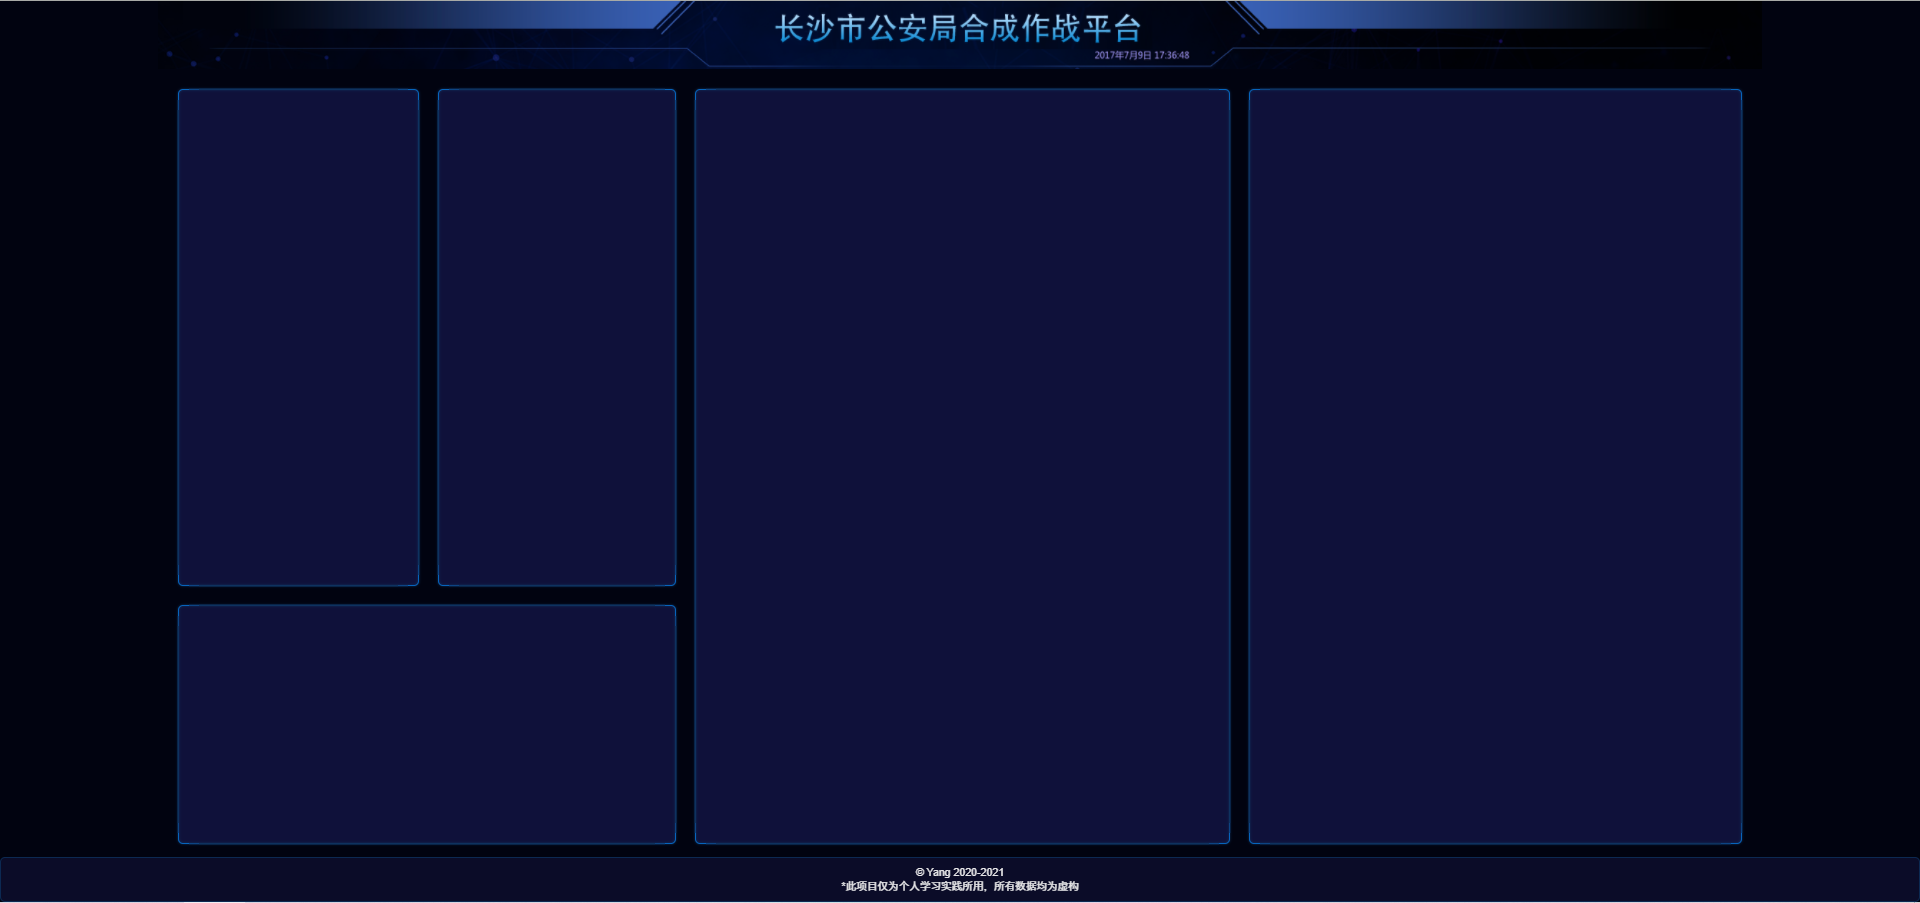 长沙市公安局合成作战平台
2017年7月9日 17:36:48
© Yang 2020-2021
*此项目仅为个人学习实践所用，所有数据均为虚构